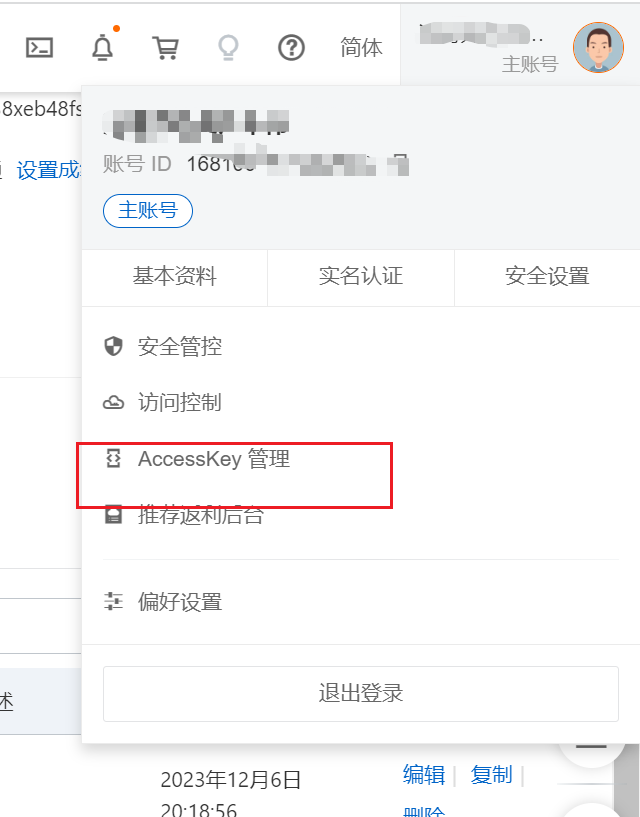 简体
主账号
8xeb48fs
账号 ID
设置成
主账号
基本资料
实名认证
安全设置
安全管控
访问控制
AccessKey 管理
推荐返利后台
偏好设置
退出登录
述
2023年12月6日
编辑
复制
20:18:56
删除